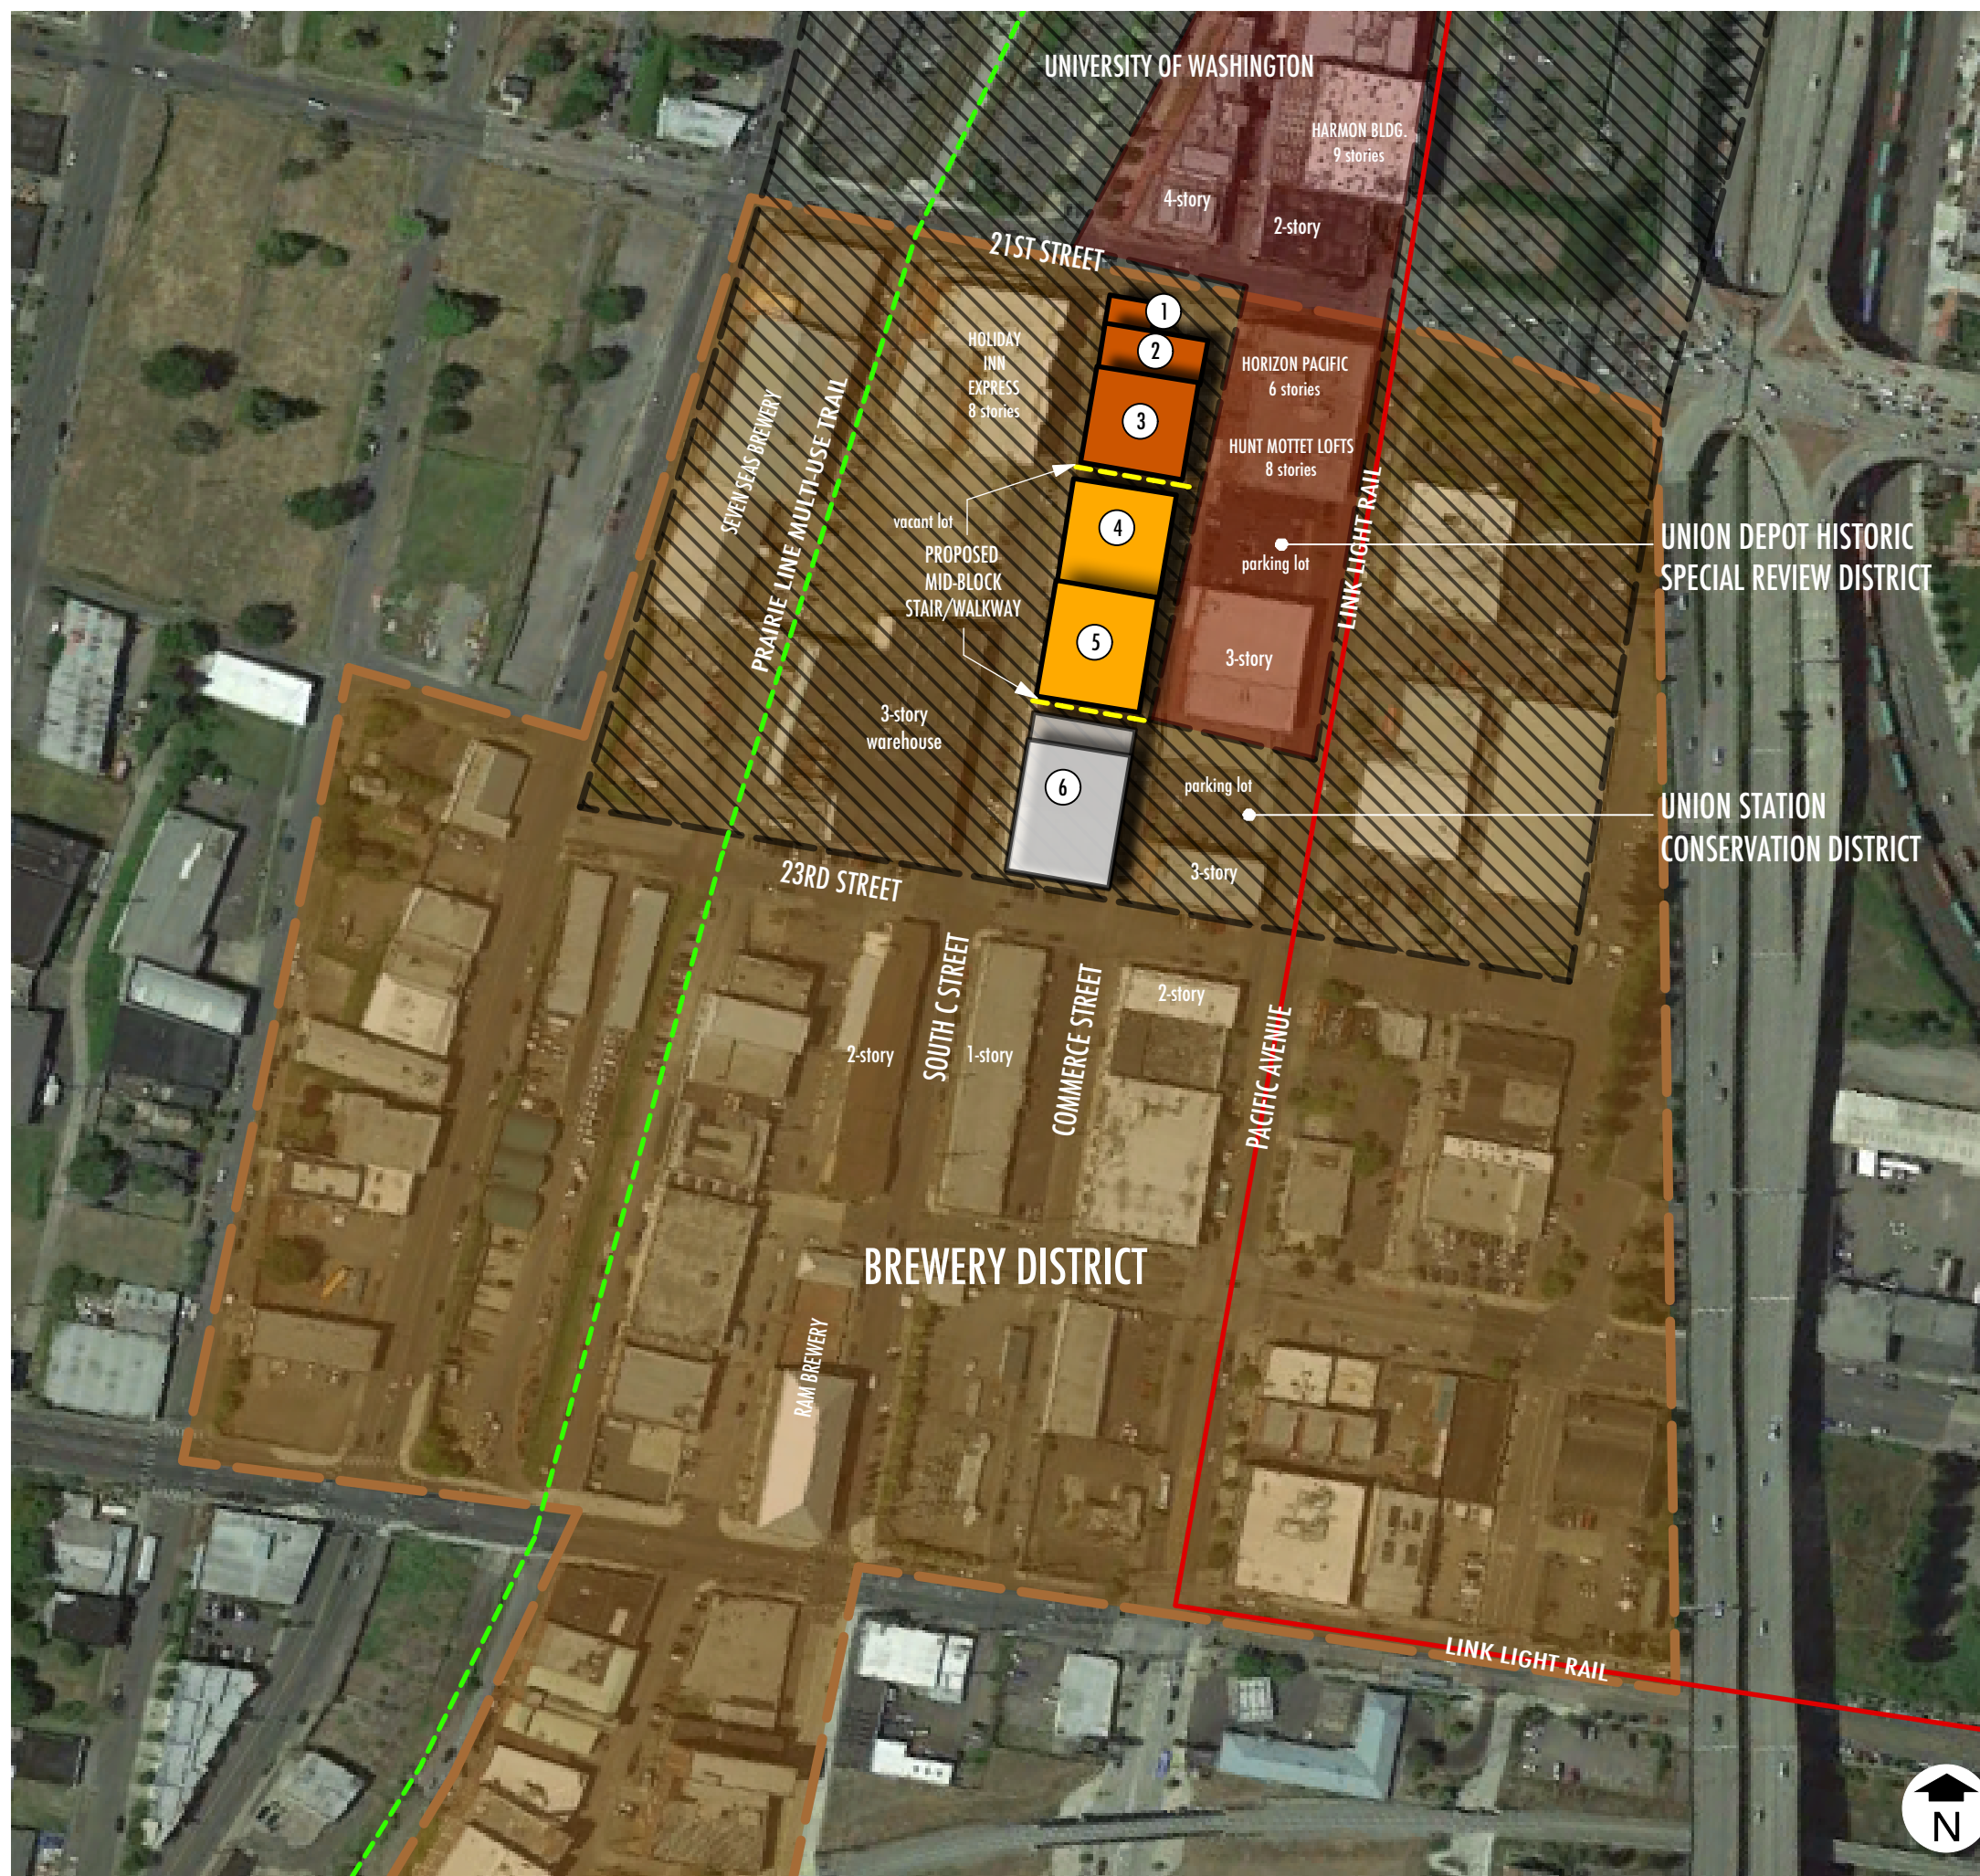 UNIVERSITY OF WASHINGTON
HARMON BLDG.
9 stories
4-story
2-story
21ST STREET
1
2
3
4
5
6
HOLIDAY
INN
EXPRESS
8 stories
HORIZON PACIFIC
6 stories
HUNT MOTTET LOFTS
8 stories
SEVEN SEAS BREWERY
PRAIRIE LINE MULTI-USE TRAIL
vacant lot
PROPOSED
MID-BLOCK
STAIR/WALKWAY
parking lot
LINK LIGHT RAIL
UNION DEPOT HISTORIC
SPECIAL REVIEW DISTRICT
3-story
3-story
warehouse
parking lot
UNION STATION
CONSERVATION DISTRICT
3-story
23RD STREET
2-story
SOUTH C STREET
1-story
COMMERCE STREET
2-story
PACIFIC AVENUE
BREWERY DISTRICT
RAM BREWERY
LINK LIGHT RAIL
N